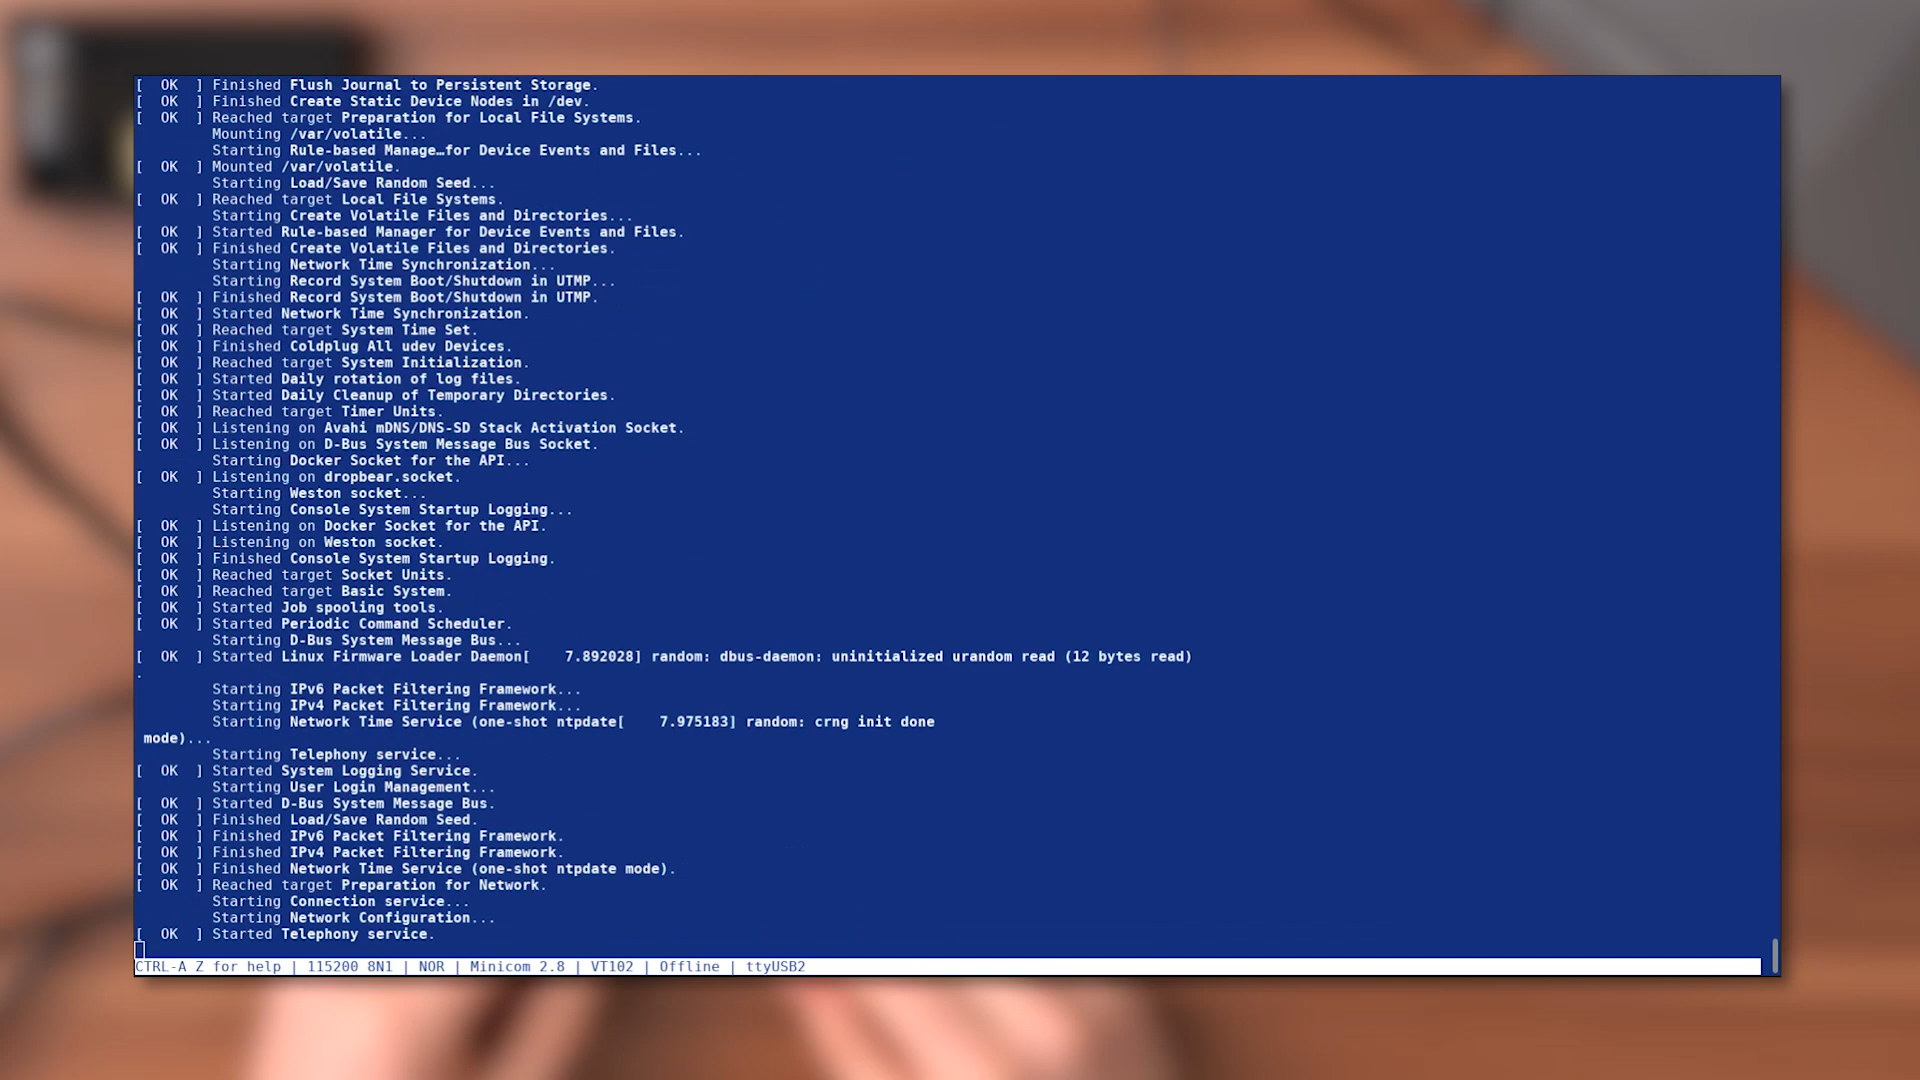 [  OK  ] Finished Flush Journal to Persistent Storage.
[  OK  ] Finished Create Static Device Nodes in /dev.
[  OK  ] Reached target Preparation for Local File Systems.
Mounting /var/volatile...
Starting Rule-based Manage…for Device Events and Files...
[  OK  ] Mounted /var/volatile.
Starting Load/Save Random Seed...
[  OK  ] Reached target Local File Systems.
Starting Create Volatile Files and Directories...
[  OK  ] Started Rule-based Manager for Device Events and Files.
[  OK  ] Finished Create Volatile Files and Directories.
Starting Network Time Synchronization...
Starting Record System Boot/Shutdown in UTMP...
[  OK  ] Finished Record System Boot/Shutdown in UTMP.
[  OK  ] Started Network Time Synchronization.
[  OK  ] Reached target System Time Set.
[  OK  ] Finished Coldplug All udev Devices.
[  OK  ] Reached target System Initialization.
[  OK  ] Started Daily rotation of log files.
[  OK  ] Started Daily Cleanup of Temporary Directories.
[  OK  ] Reached target Timer Units.
[  OK  ] Listening on Avahi mDNS/DNS-SD Stack Activation Socket.
[  OK  ] Listening on D-Bus System Message Bus Socket.
Starting Docker Socket for the API...
[  OK  ] Listening on dropbear.socket.
Starting Weston socket...
Starting Console System Startup Logging...
[  OK  ] Listening on Docker Socket for the API.
[  OK  ] Listening on Weston socket.
[  OK  ] Finished Console System Startup Logging.
[  OK  ] Reached target Socket Units.
[  OK  ] Reached target Basic System.
[  OK  ] Started Job spooling tools.
[  OK  ] Started Periodic Command Scheduler.
Starting D-Bus System Message Bus...
[  OK  ] Started Linux Firmware Loader Daemon[    7.892028] random: dbus-daemon: uninitialized urandom read (12 bytes read)
.
Starting IPv6 Packet Filtering Framework...
Starting IPv4 Packet Filtering Framework...
Starting Network Time Service (one-shot ntpdate[    7.975183] random: crng init done
mode)...
Starting Telephony service...
[  OK  ] Started System Logging Service.
Starting User Login Management...
[  OK  ] Started D-Bus System Message Bus.
[  OK  ] Finished Load/Save Random Seed.
[  OK  ] Finished IPv6 Packet Filtering Framework.
[  OK  ] Finished IPv4 Packet Filtering Framework.
[  OK  ] Finished Network Time Service (one-shot ntpdate mode).
[  OK  ] Reached target Preparation for Network.
Starting Connection service...
Starting Network Configuration...
[  OK  ] Started Telephony service.
CTRL-A Z for help | 115200 8N1 | NOR | Minicom 2.8 | VT102 | Offline | ttyUSB2